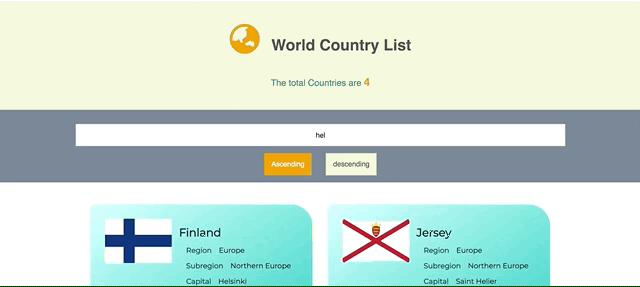 World Country List
The total Countries are 4
hel
Ascending
descending
Finland
Region Europe
Subregion Northern Europe
Capital Helsinki
Jersey
Region Europe
Subregion Northern Europe
Capital Saint Helier